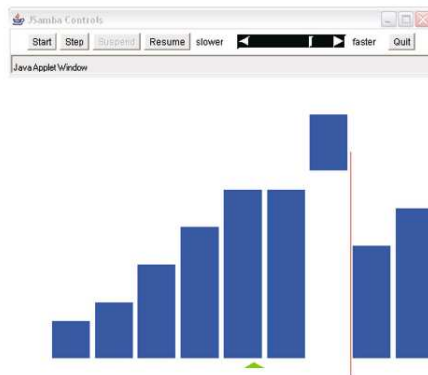 JSamba Controls
Start Step Suspend Resume slower faster Quit
Java Applet Window